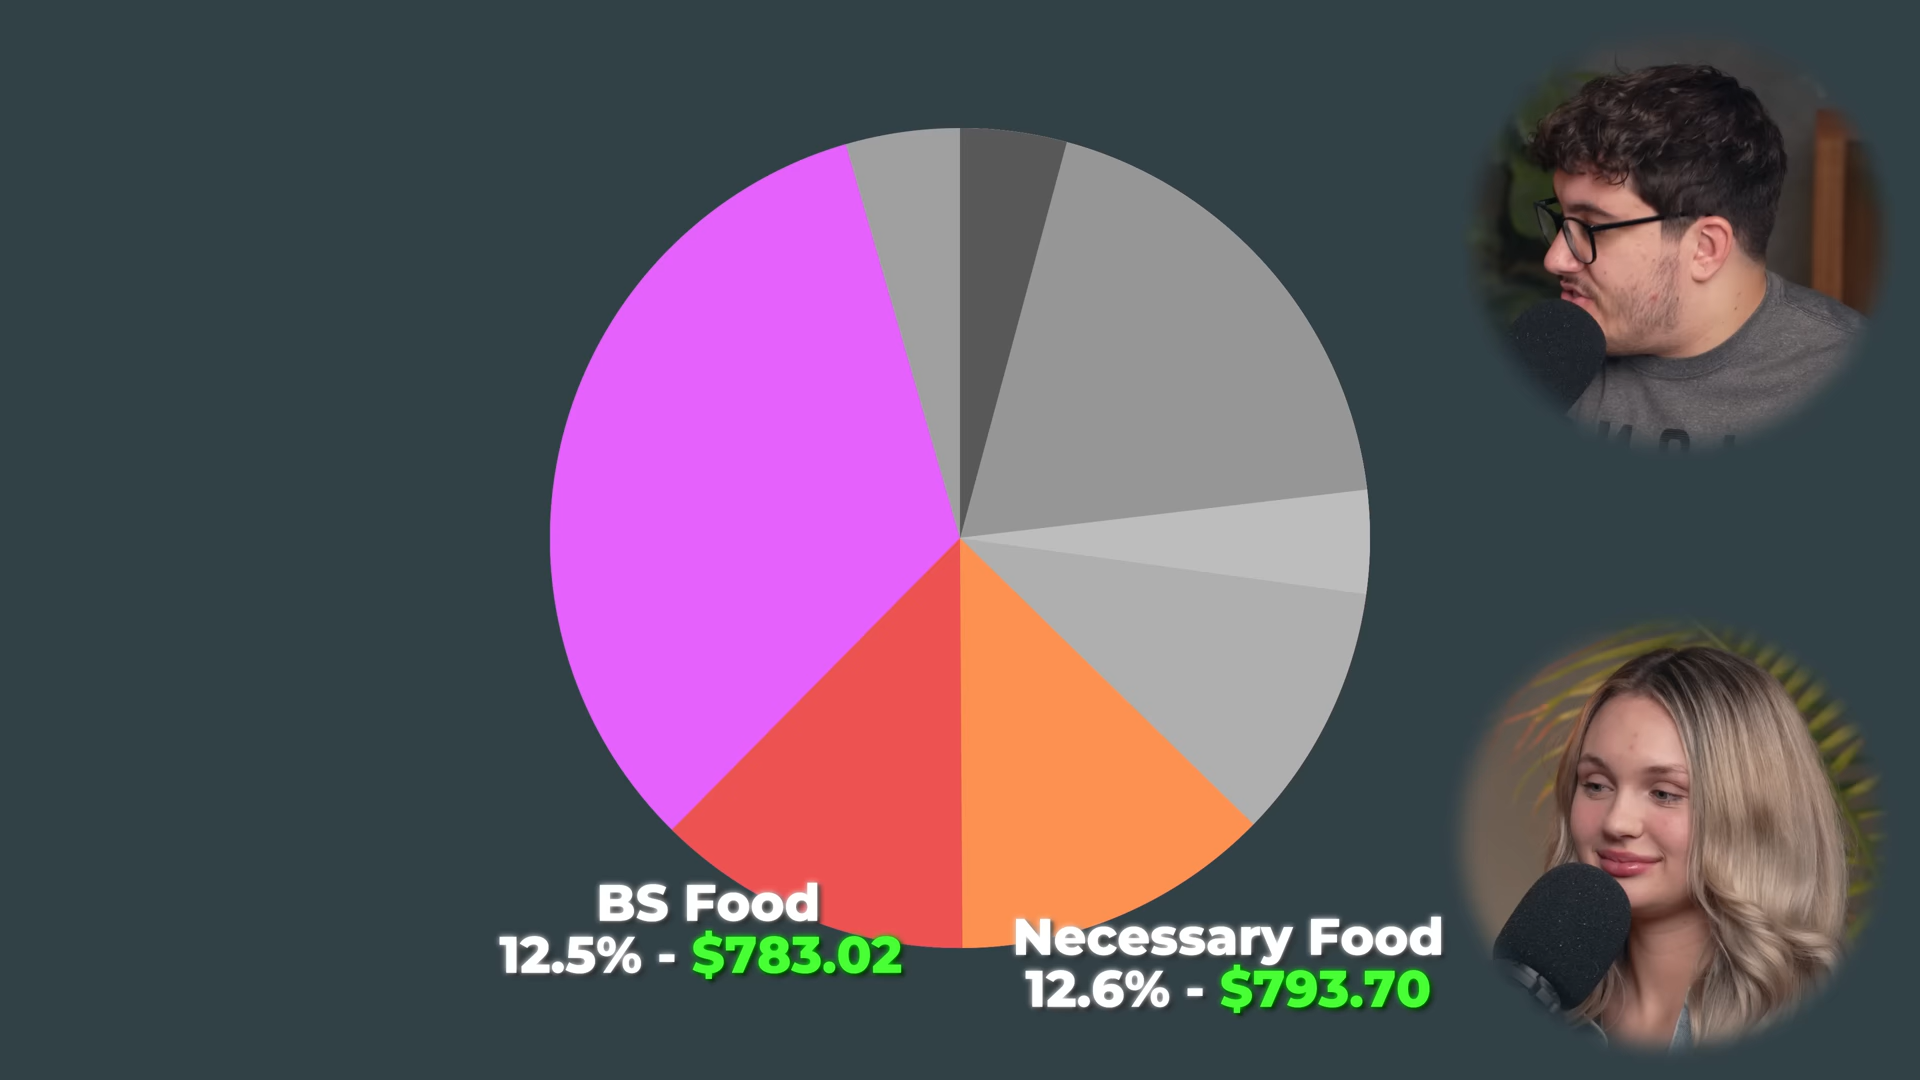 BS Food
12.5% - $783.02
Necessary Food
12.6% - $793.70